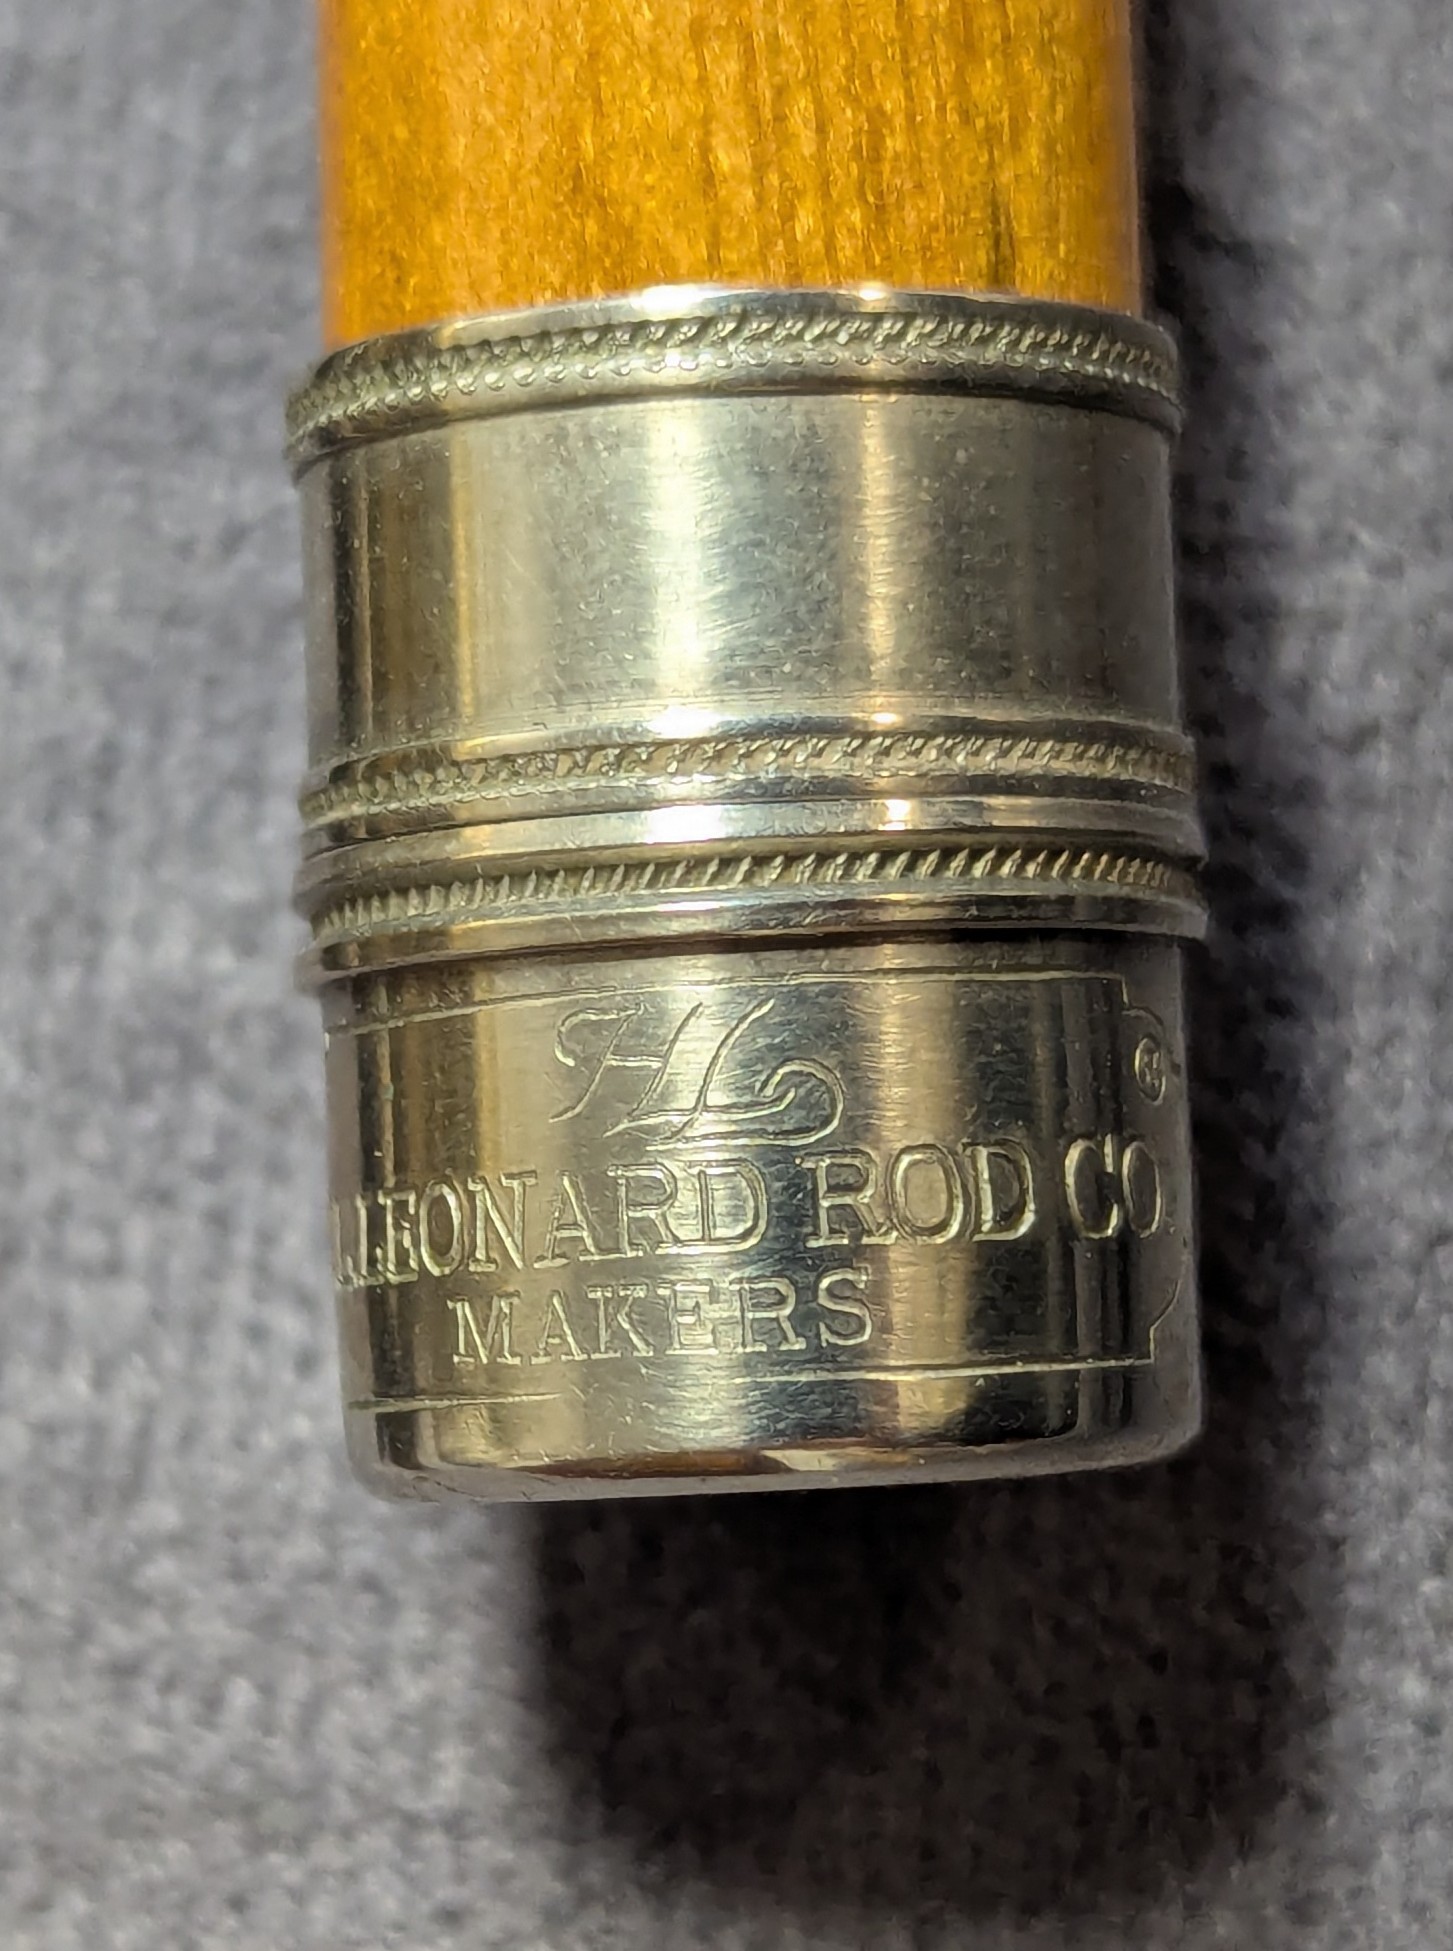 HL ®
L. LEONARD ROD CO
MAKERS